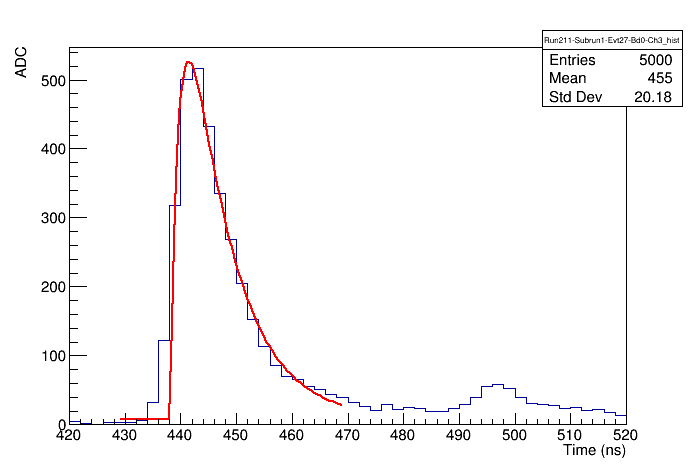 Run211-Subrun1-Evt27-Bd0-Ch3_hist
Entries 5000
Mean 455
Std Dev 20.18
ADC
500
400
300
200
100
0
420 430 440 450 460 470 480 490 500 510 520
Time (ns)